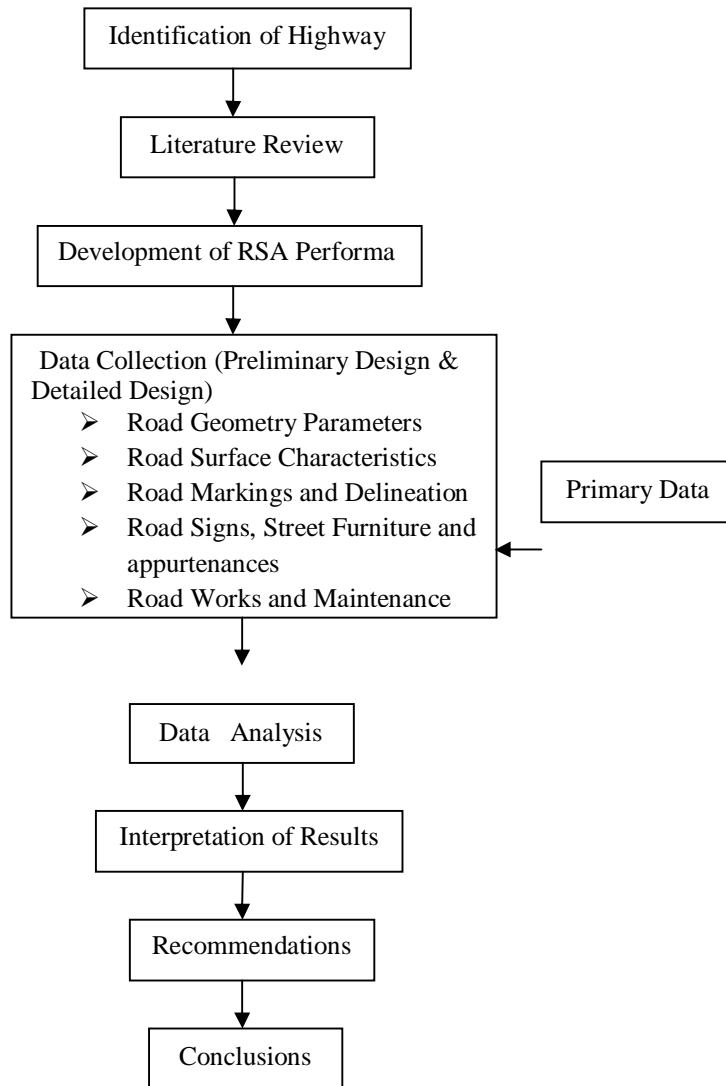 Identification of Highway
Literature Review
Development of RSA Performa
Data Collection (Preliminary Design &
Detailed Design)
➢ Road Geometry Parameters
➢ Road Surface Characteristics
➢ Road Markings and Delineation
➢ Road Signs, Street Furniture and
appurtenances
➢ Road Works and Maintenance
Primary Data
Data Analysis
Interpretation of Results
Recommendations
Conclusions